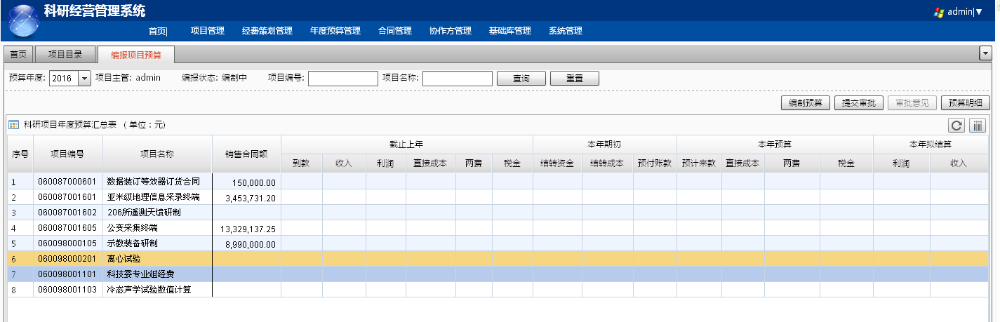 科研经营管理系统
admin|▼
首页| 项目管理 经费策划管理 年度预算管理 合同管理 协作方管理 基础库管理 系统管理
首页 项目目录 编报项目预算
预算年度: 2016 项目主管: admin 编报状态: 编制中 项目编号: 项目名称: 查询 重置
编制预算 提交审批 审批意见 预算明细
科研项目年度预算汇总表 (单位：元)
序号 项目编号 项目名称 销售合同额 截止上年 本年期初 本年预算 本年拟结算
到款 收入 利润 直接成本 两费 税金 结转资金 结转成本 预付账款 预计来款 直接成本 两费 税金 利润 收入
1 060087000601 数据装订等效器订货合同 150,000.00
2 060087001601 亚米级地理信息采录终端 3,453,731.20
3 060087001602 206所遥测天馈研制
4 060087001605 公变采集终端 13,329,137.25
5 060098000105 示教装备研制 8,990,000.00
6 060098000201 离心试验
7 060098001101 科技委专业组经费
8 060098001103 冷态声学试验数值计算